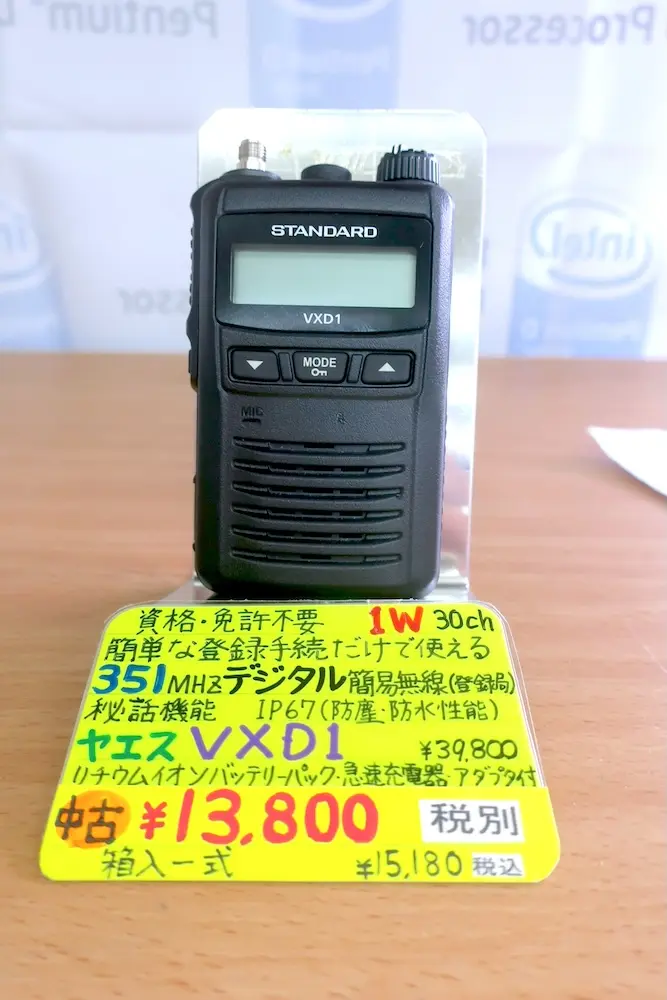 Pentium
Processor
intel
STANDARD
VXD1
MODE
MIC
資格・免許不要 1W 30ch
簡単な登録手続だけで使える
351MHzデジタル簡易無線(登録局)
秘話機能 IP67(防塵・防水性能)
ヤエス VXD1 ¥39,800
リチウムイオンバッテリーパック・急速充電器・アダプタ付
中古 ¥13,800 税別
箱入一式 ¥15,180 税込